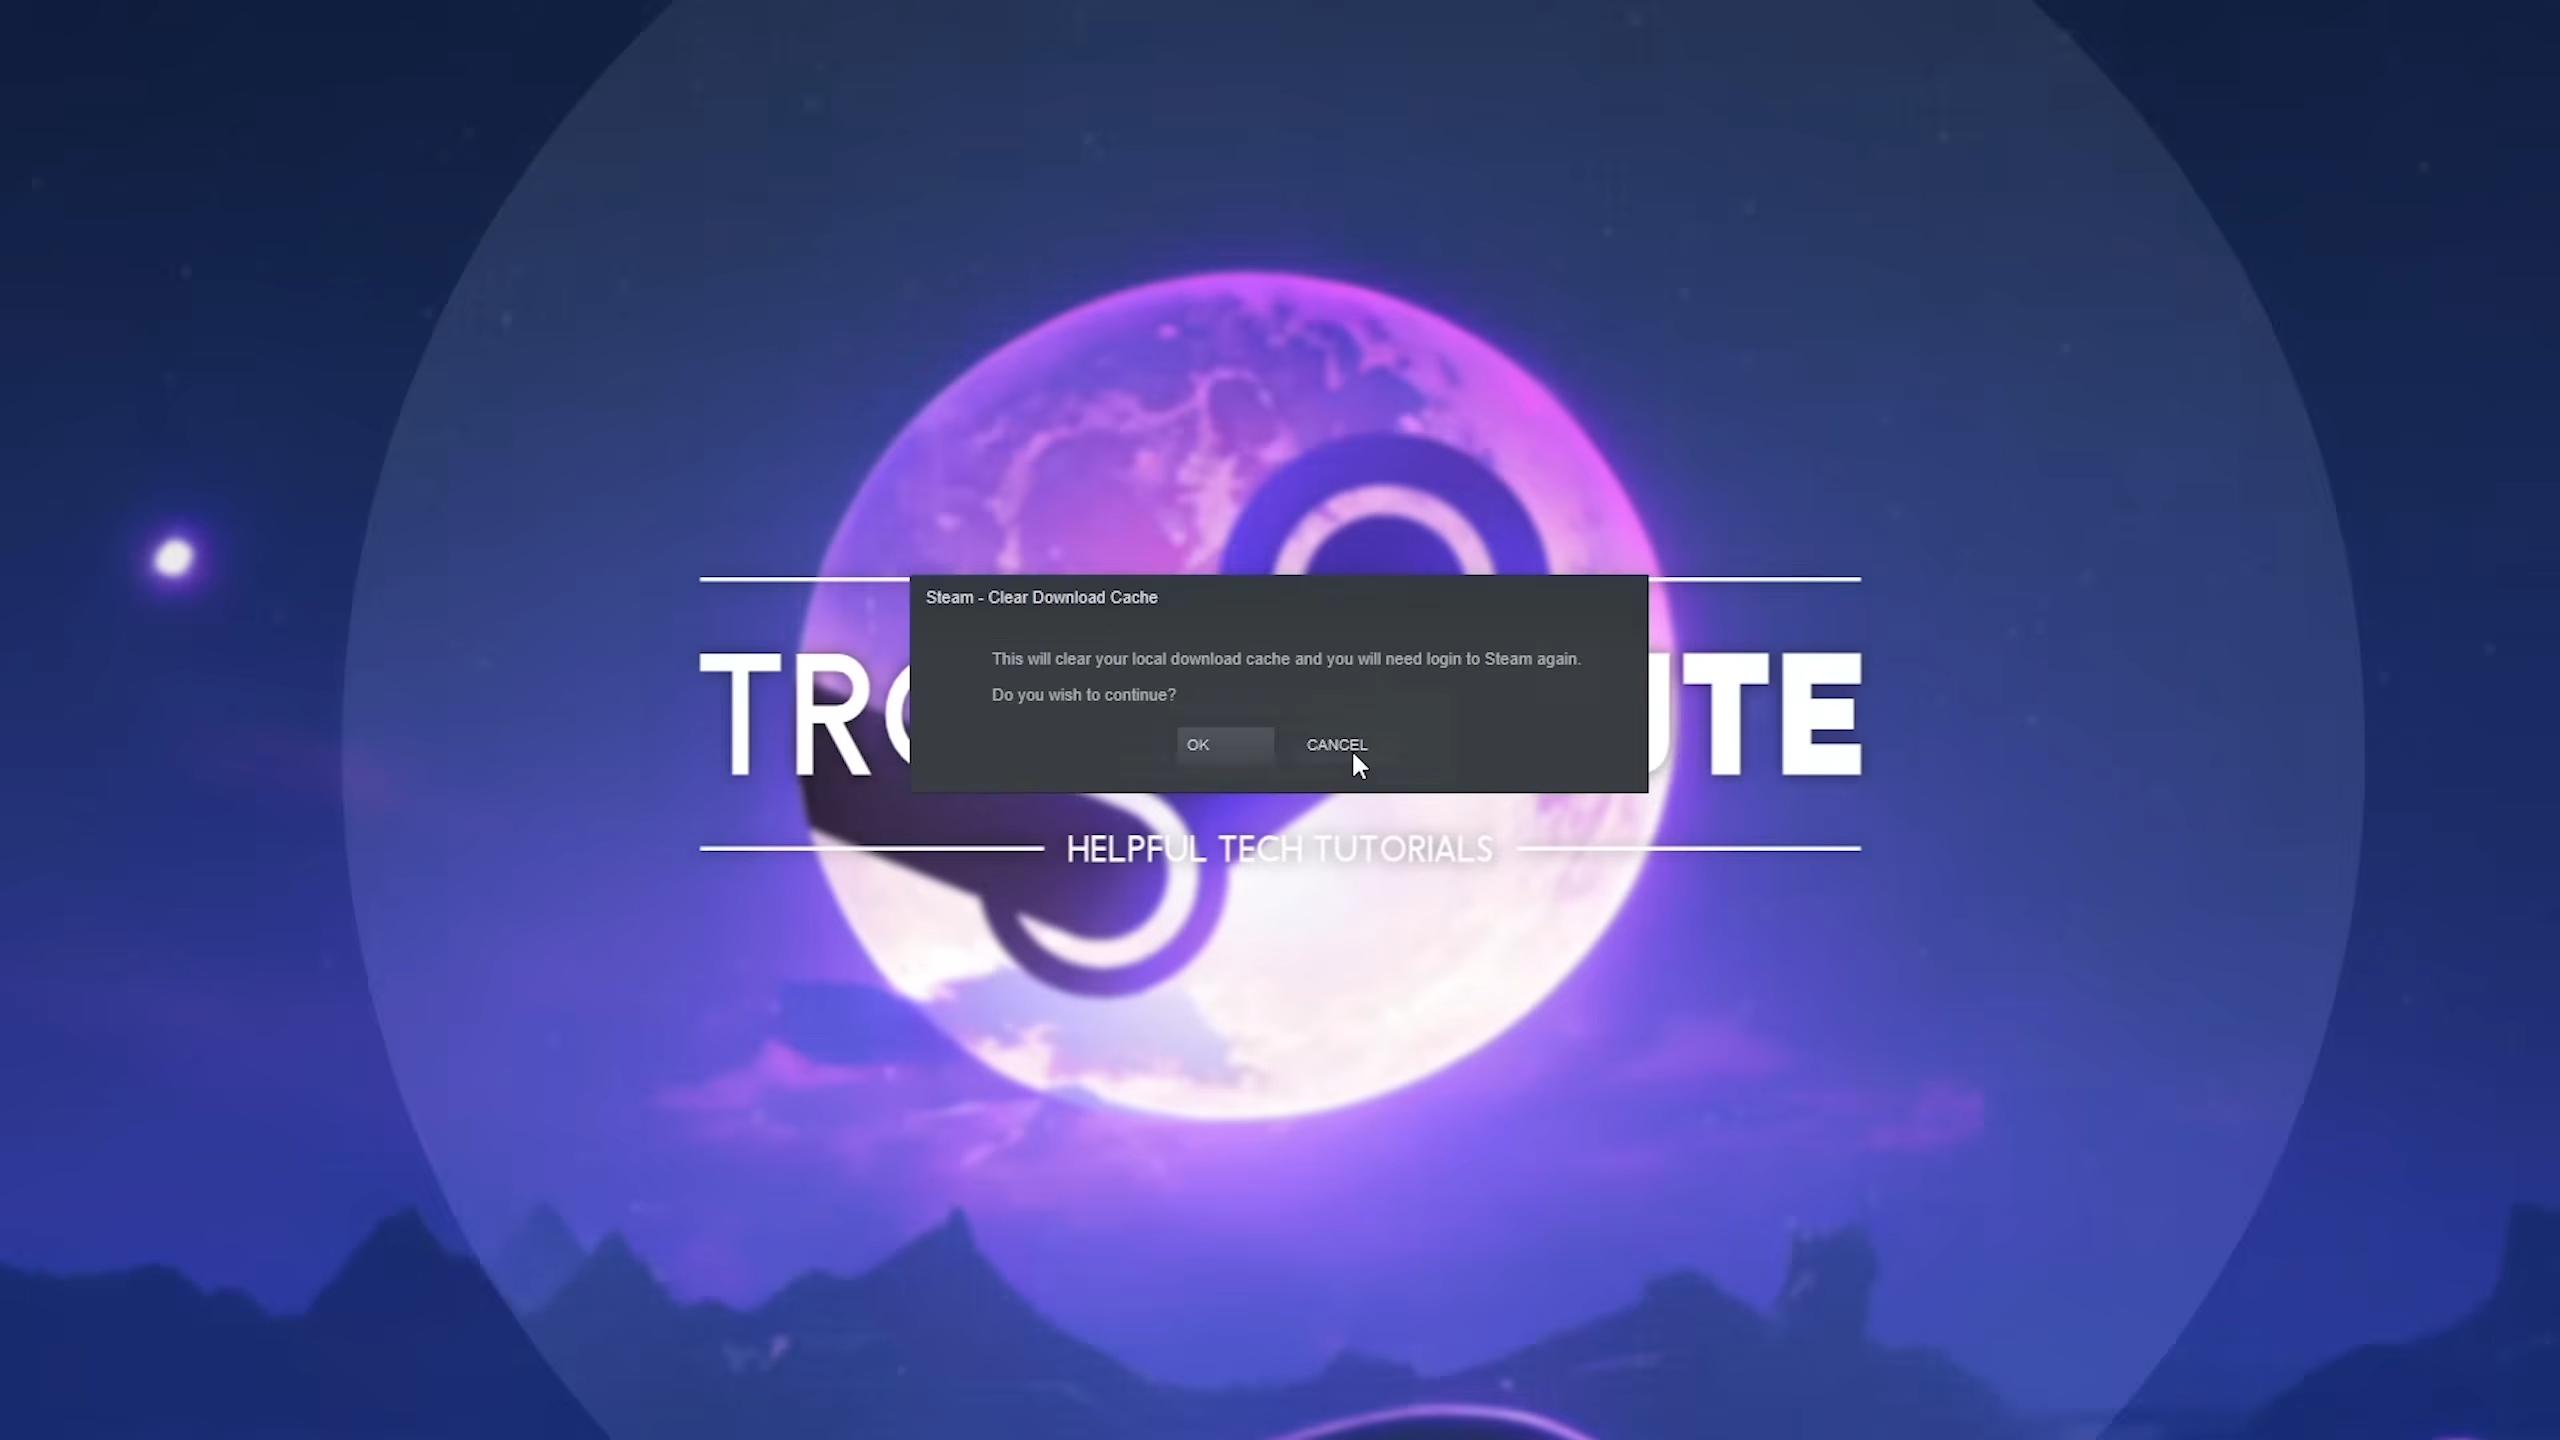 Steam - Clear Download Cache
This will clear your local download cache and you will need login to Steam again.
Do you wish to continue?
OK CANCEL
HELPFUL TECH TUTORIALS